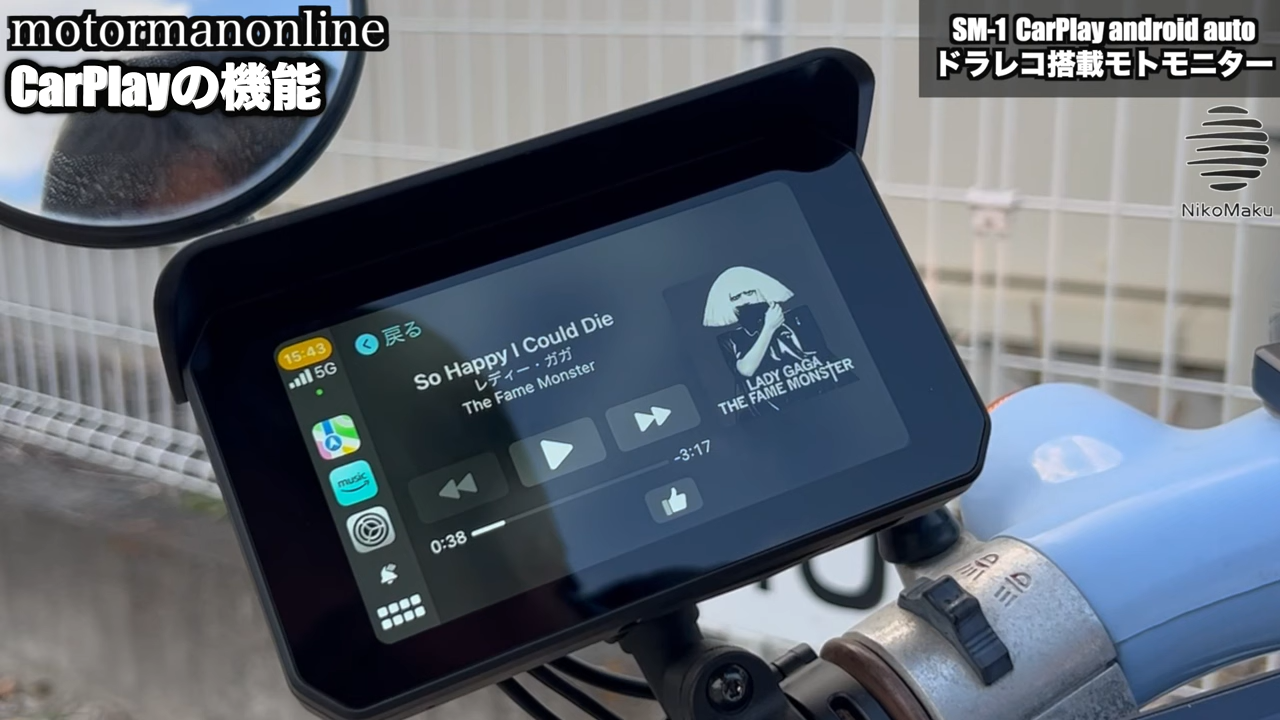 motormanonline
CarPlayの機能
SM-1 CarPlay android auto
ドラレコ搭載モトモニター
NikoMaku
15:43
5G
戻る
So Happy I Could Die
レディー・ガガ
The Fame Monster
LADY GAGA
THE FAME MONSTER
music
-3:17
0:38